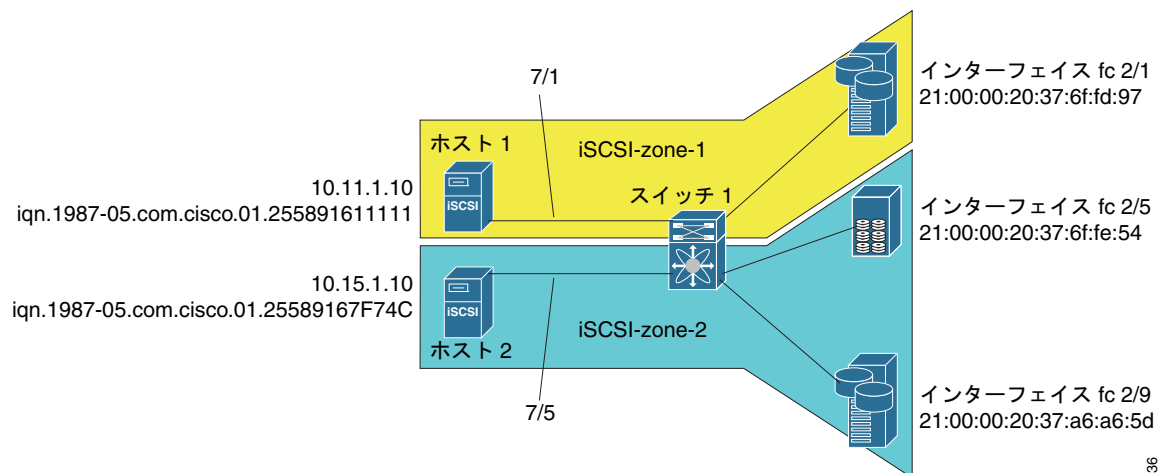 7/1
インターフェイス fc 2/1
21:00:00:20:37:6f:fd:97
ホスト 1
iSCSI-zone-1
10.11.1.10
iqn.1987-05.com.cisco.01.255891611111
iSCSI
スイッチ 1
インターフェイス fc 2/5
21:00:00:20:37:6f:fe:54
10.15.1.10
iqn.1987-05.com.cisco.01.25589167F74C
iSCSI
iSCSI-zone-2
ホスト 2
7/5
インターフェイス fc 2/9
21:00:00:20:37:a6:a6:5d
36